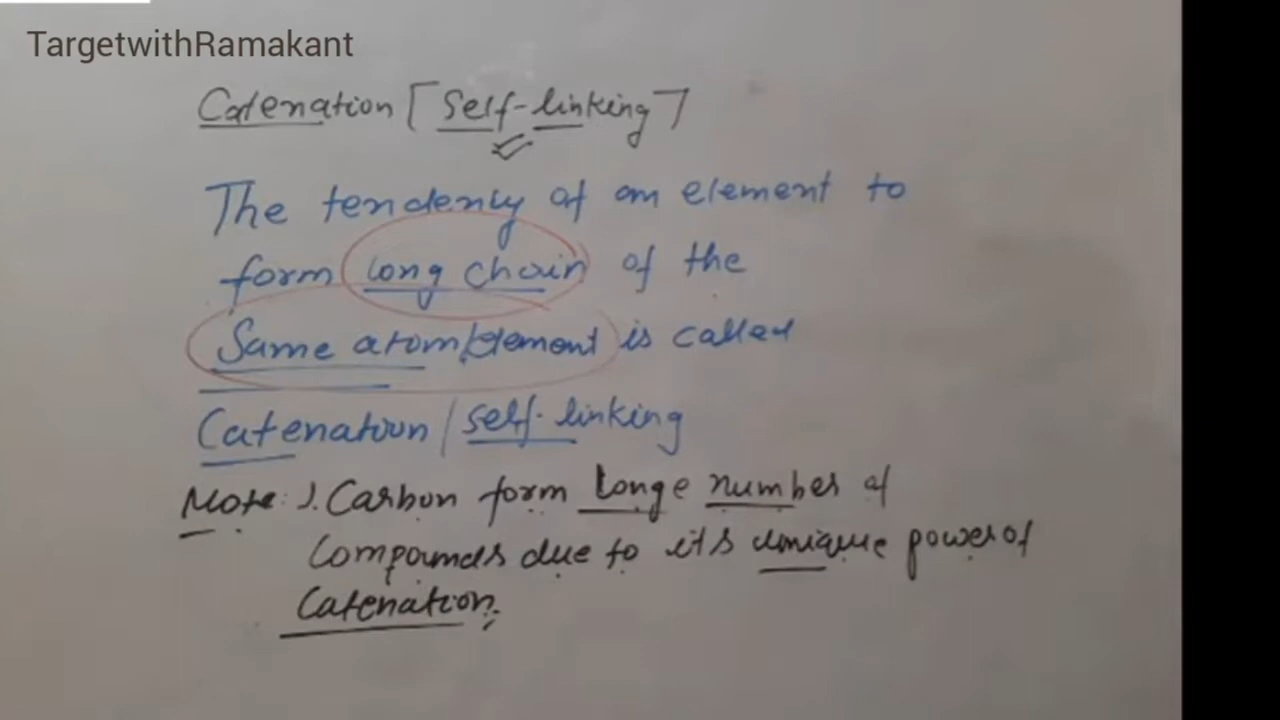 TargetwithRamakant
Catenation [Self-linking]
The tendency of an element to
form long chain of the
Same atom/element is called
Catenation/self-linking
Note: 1. Carbon form longe number of
Compounds due to its unique power of
Catenation.